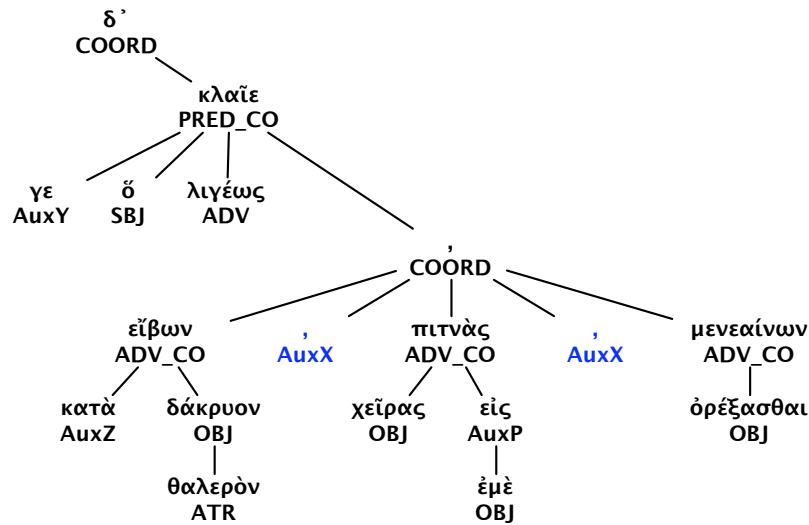 δ᾽
COORD
κλαῖε
PRED_CO
γε ὅ λιγέως
AuxY SBJ ADV
,
COORD
εἴβων , πιτνὰς , μενεαίνων
ADV_CO AuxX ADV_CO AuxX ADV_CO
κατὰ δάκρυον χεῖρας εἰς ὀρέξασθαι
AuxZ OBJ OBJ AuxP OBJ
θαλερὸν ἐμὲ
ATR OBJ